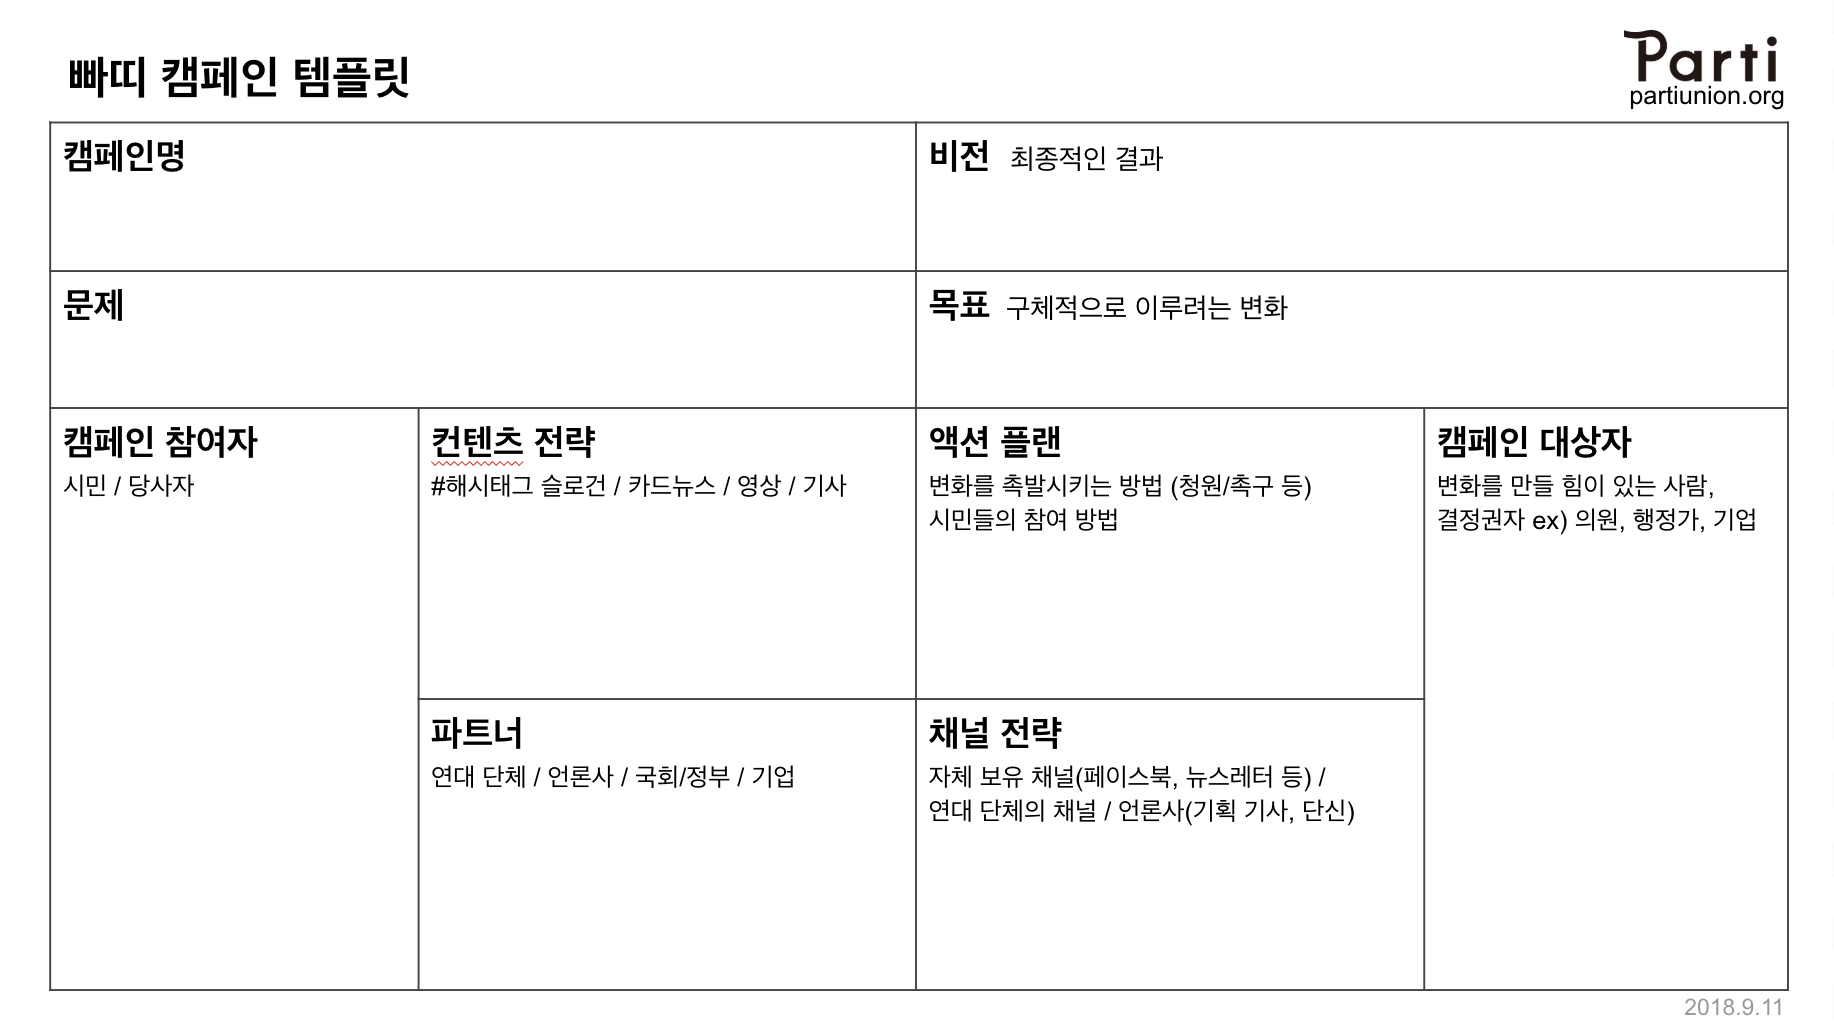 빠띠 캠페인 템플릿
Parti
partiunion.org
캠페인명
비전 최종적인 결과
문제
목표 구체적으로 이루려는 변화
캠페인 참여자
시민 / 당사자
컨텐츠 전략
#해시태그 슬로건 / 카드뉴스 / 영상 / 기사
액션 플랜
변화를 촉발시키는 방법 (청원/촉구 등)
시민들의 참여 방법
캠페인 대상자
변화를 만들 힘이 있는 사람,
결정권자 ex) 의원, 행정가, 기업
파트너
연대 단체 / 언론사 / 국회/정부 / 기업
채널 전략
자체 보유 채널(페이스북, 뉴스레터 등) /
연대 단체의 채널 / 언론사(기획 기사, 단신)
2018.9.11